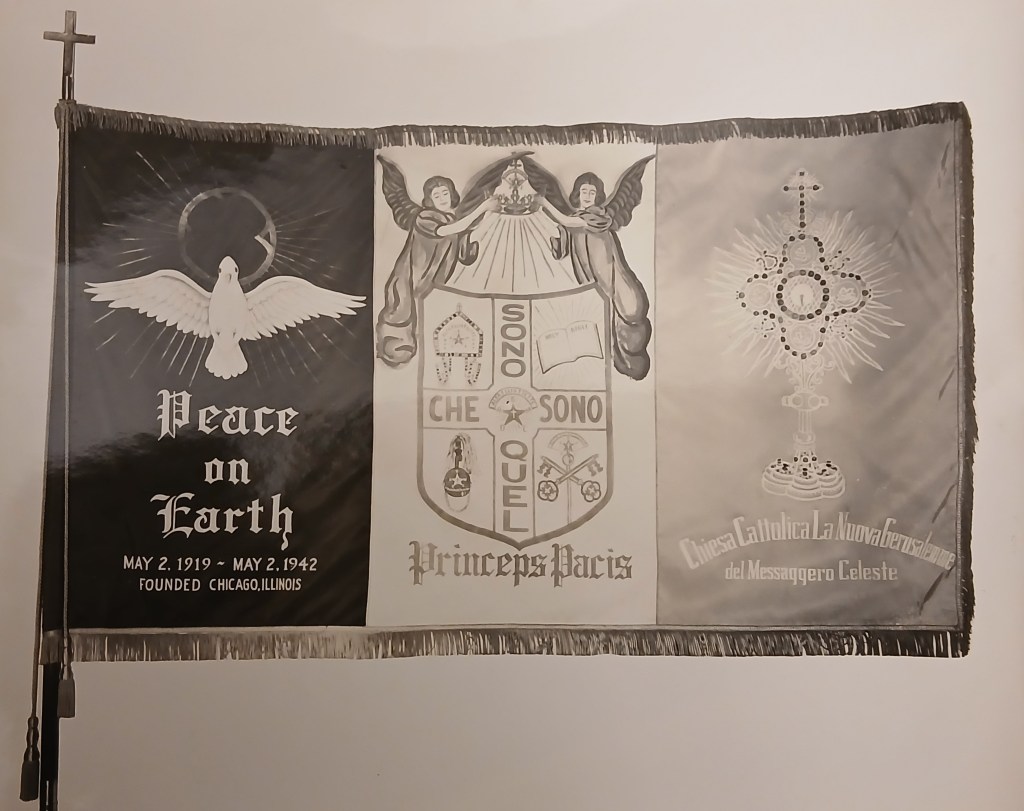 Peace
on
Earth
MAY 2, 1919 ~ MAY 2, 1942
FOUNDED CHICAGO, ILLINOIS
SONO
CHE SONO
QUEL
Princeps Pacis
Chiesa Cattolica La Nuova Gerusalemme
del Messaggero Celeste